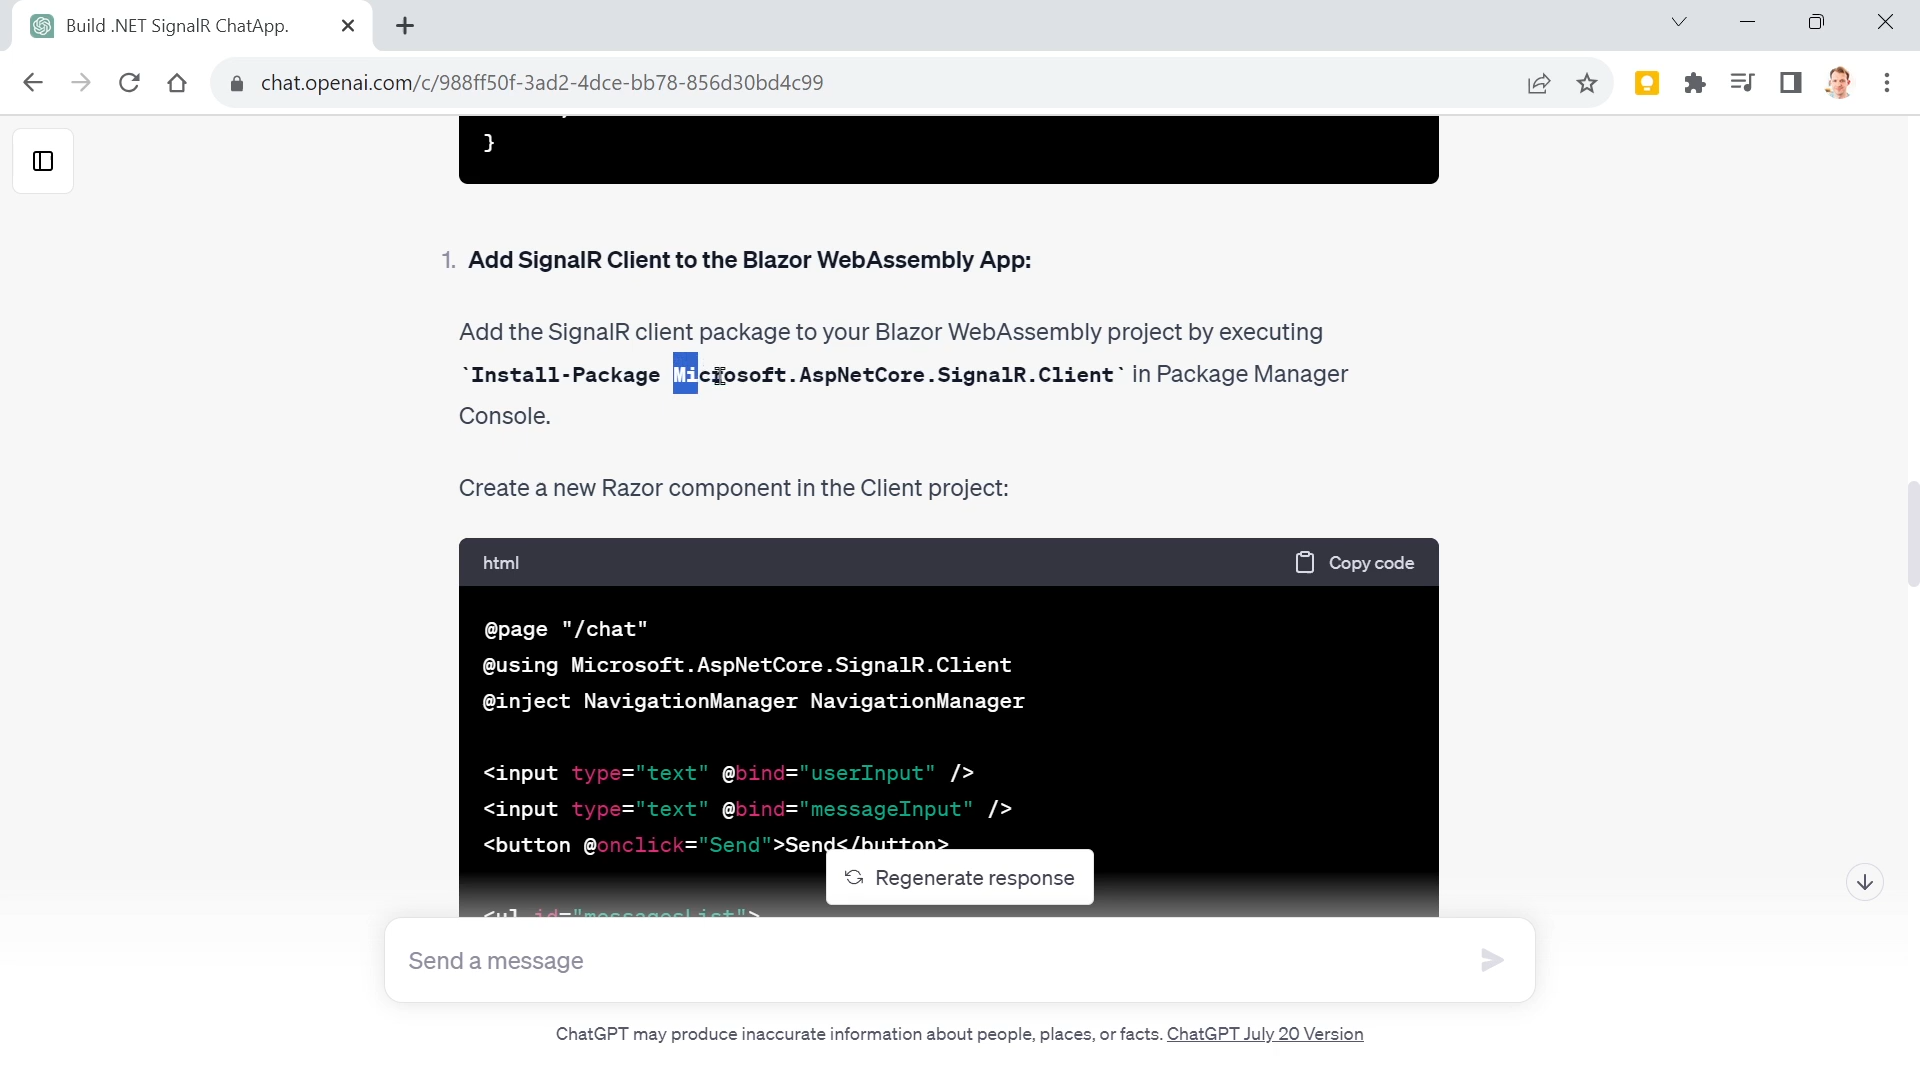 Build .NET SignalR ChatApp.
chat.openai.com/c/988ff50f-3ad2-4dce-bb78-856d30bd4c99
}
1. Add SignalR Client to the Blazor WebAssembly App:
Add the SignalR client package to your Blazor WebAssembly project by executing
`Install-Package Microsoft.AspNetCore.SignalR.Client` in Package Manager
Console.
Create a new Razor component in the Client project:
html
Copy code
@page "/chat"
@using Microsoft.AspNetCore.SignalR.Client
@inject NavigationManager NavigationManager
<input type="text" @bind="userInput" />
<input type="text" @bind="messageInput" />
<button @onclick="Send">Send</button>
Regenerate response
<ul id="messagesList">
Send a message
ChatGPT may produce inaccurate information about people, places, or facts. ChatGPT July 20 Version